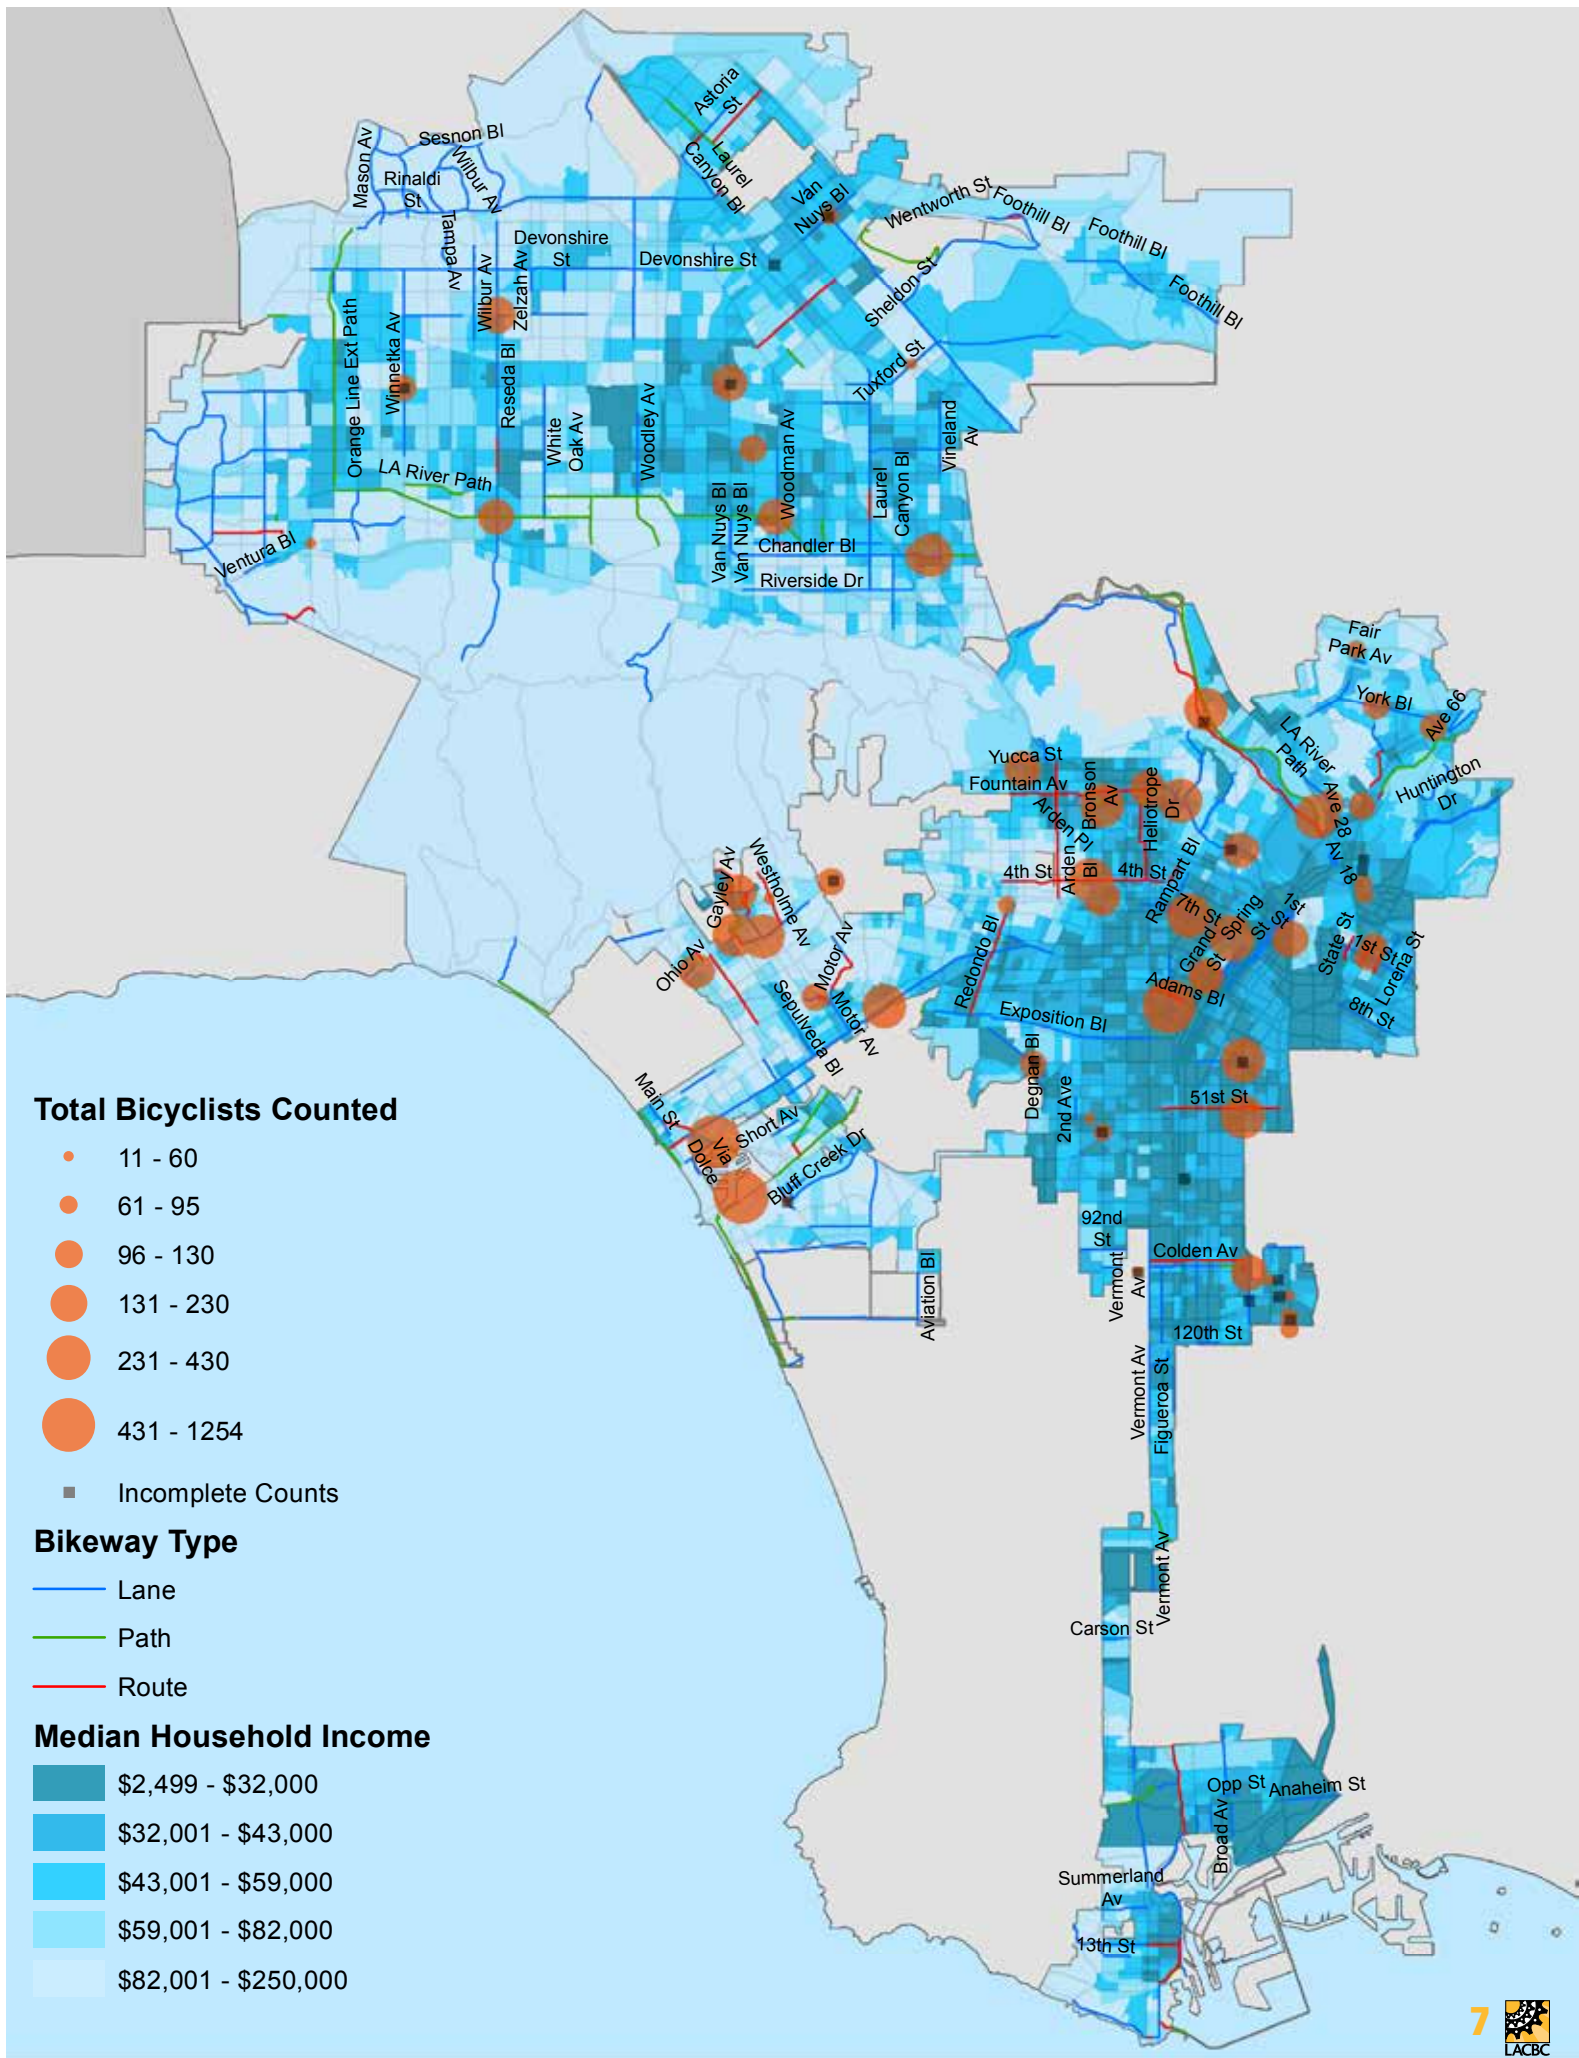 Astoria
St
Sesnon Bl
Mason Av
Rinaldi
St
Wilbur Av
Tampa Av
Laurel
Canyon Bl
Van
Nuys Bl
Wentworth St
Foothill Bl
Foothill Bl
Foothill Bl
Devonshire
St
Devonshire St
Wilbur Av
Zelzah Av
Sheldon St
Orange Line Ext Path
Winnetka Av
Reseda Bl
Tuxford St
White
Oak Av
Woodley Av
Woodman Av
Vineland
Av
Laurel
Canyon Bl
LA River Path
Van Nuys Bl
Van Nuys Bl
Chandler Bl
Riverside Dr
Ventura Bl
Fair
Park Av
York Bl
Ave 66
LA River
Path
Huntington
Dr
Yucca St
Fountain Av
Bronson
Av
Heliotrope
Dr
Arden Pl
Arden
Bl
4th St
4th St
Rampart Bl
Ave 28
Av 18
Gayley Av
Westholme Av
7th St
Spring
St
1st
St
Grand
St
State St
1st St
Lorena St
8th St
Ohio Av
Motor Av
Motor Av
Sepulveda Bl
Redondo Bl
Adams Bl
Exposition Bl
Degnan Bl
2nd Ave
51st St
Main St
Short Av
Via
Dolce
Bluff Creek Dr
92nd
St
Colden Av
Vermont
Av
Aviation Bl
120th St
Vermont Av
Figueroa St
Vermont Av
Carson St
Opp St
Anaheim St
Broad Av
Summerland
Av
13th St
Total Bicyclists Counted
11 - 60
61 - 95
96 - 130
131 - 230
231 - 430
431 - 1254
Incomplete Counts
Bikeway Type
Lane
Path
Route
Median Household Income
$2,499 - $32,000
$32,001 - $43,000
$43,001 - $59,000
$59,001 - $82,000
$82,001 - $250,000
7
LACBC